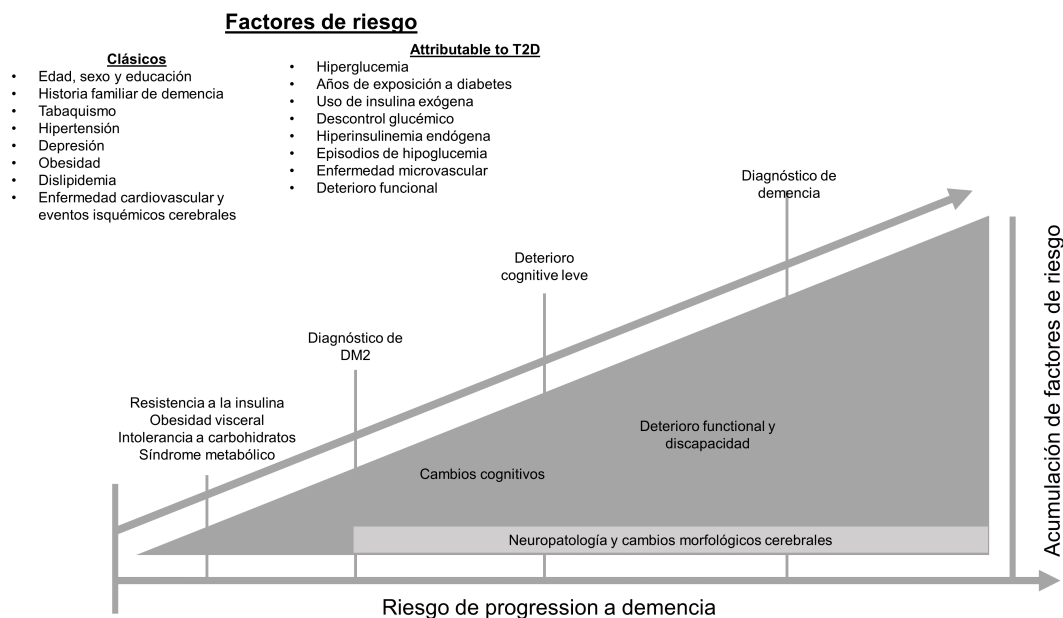 Factores de riesgo
Clásicos
• Edad, sexo y educación
• Historia familiar de demencia
• Tabaquismo
• Hipertensión
• Depresión
• Obesidad
• Dislipidemia
• Enfermedad cardiovascular y
eventos isquémicos cerebrales
Attributable to T2D
• Hiperglucemia
• Años de exposición a diabetes
• Uso de insulina exógena
• Descontrol glucémico
• Hiperinsulinemia endógena
• Episodios de hipoglucemia
• Enfermedad microvascular
• Deterioro funcional
Diagnóstico de
demencia
Deterioro
cognitive leve
Diagnóstico de
DM2
Resistencia a la insulina
Obesidad visceral
Intolerancia a carbohidratos
Síndrome metabólico
Deterioro functional y
discapacidad
Cambios cognitivos
Neuropatología y cambios morfológicos cerebrales
Riesgo de progression a demencia
Acumulación de factores de riesgo